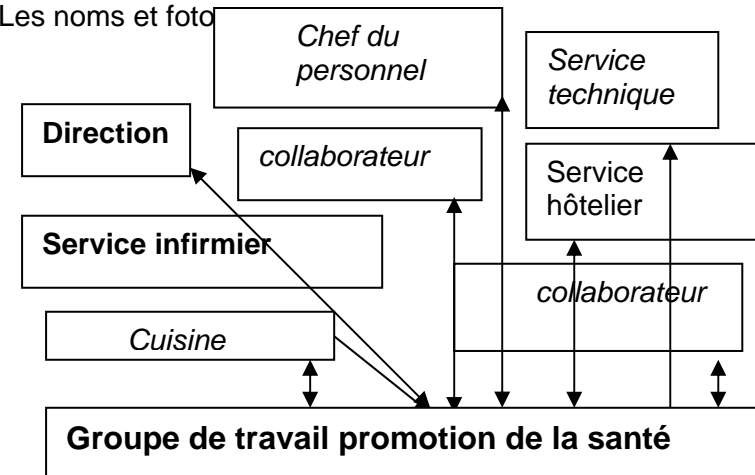 Les noms et foto
Chef du
personnel
Service
technique
Direction
collaborateur
Service
hôtelier
Service infirmier
collaborateur
Cuisine
Groupe de travail promotion de la santé